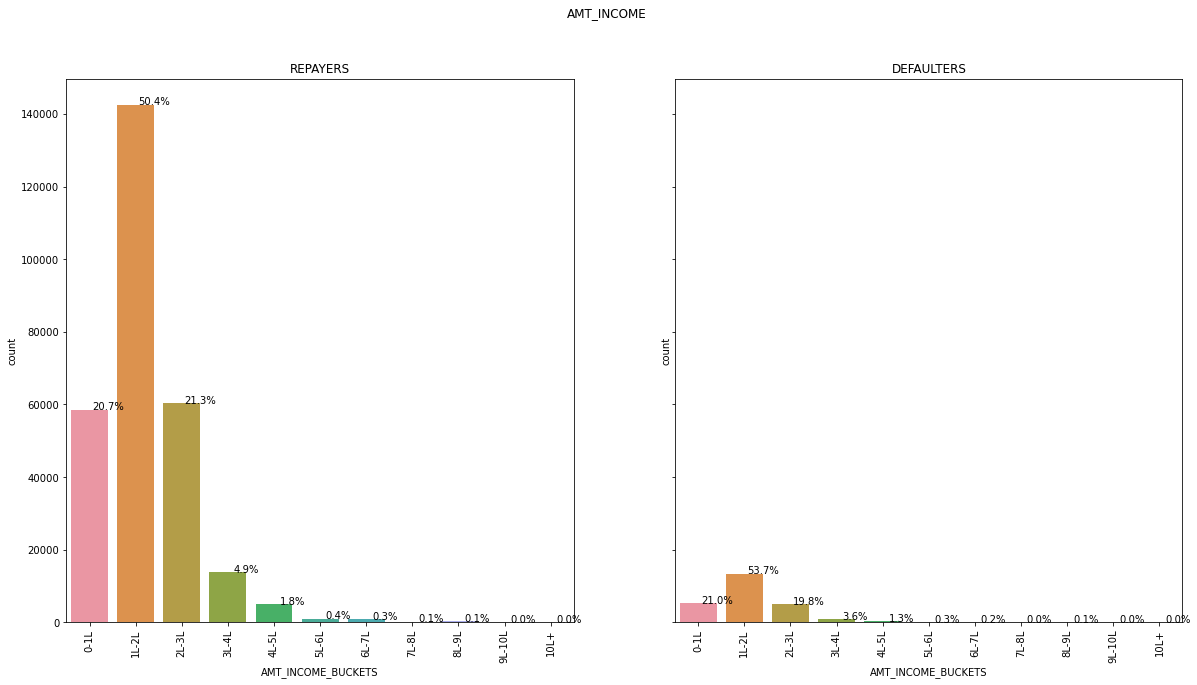 AMT_INCOME
REPAYERS
140000
120000
100000
80000
60000
40000
20000
0
count
20.7%
50.4%
21.3%
4.9%
1.8%
0.4%
0.3%
0.1%
0.1%
0.0%
0.0%
0-1L
1L-2L
2L-3L
3L-4L
4L-5L
5L-6L
6L-7L
7L-8L
8L-9L
9L-10L
10L+
AMT_INCOME_BUCKETS
DEFAULTERS
count
21.0%
53.7%
19.8%
3.6%
1.3%
0.3%
0.2%
0.0%
0.1%
0.0%
0.0%
0-1L
1L-2L
2L-3L
3L-4L
4L-5L
5L-6L
6L-7L
7L-8L
8L-9L
9L-10L
10L+
AMT_INCOME_BUCKETS